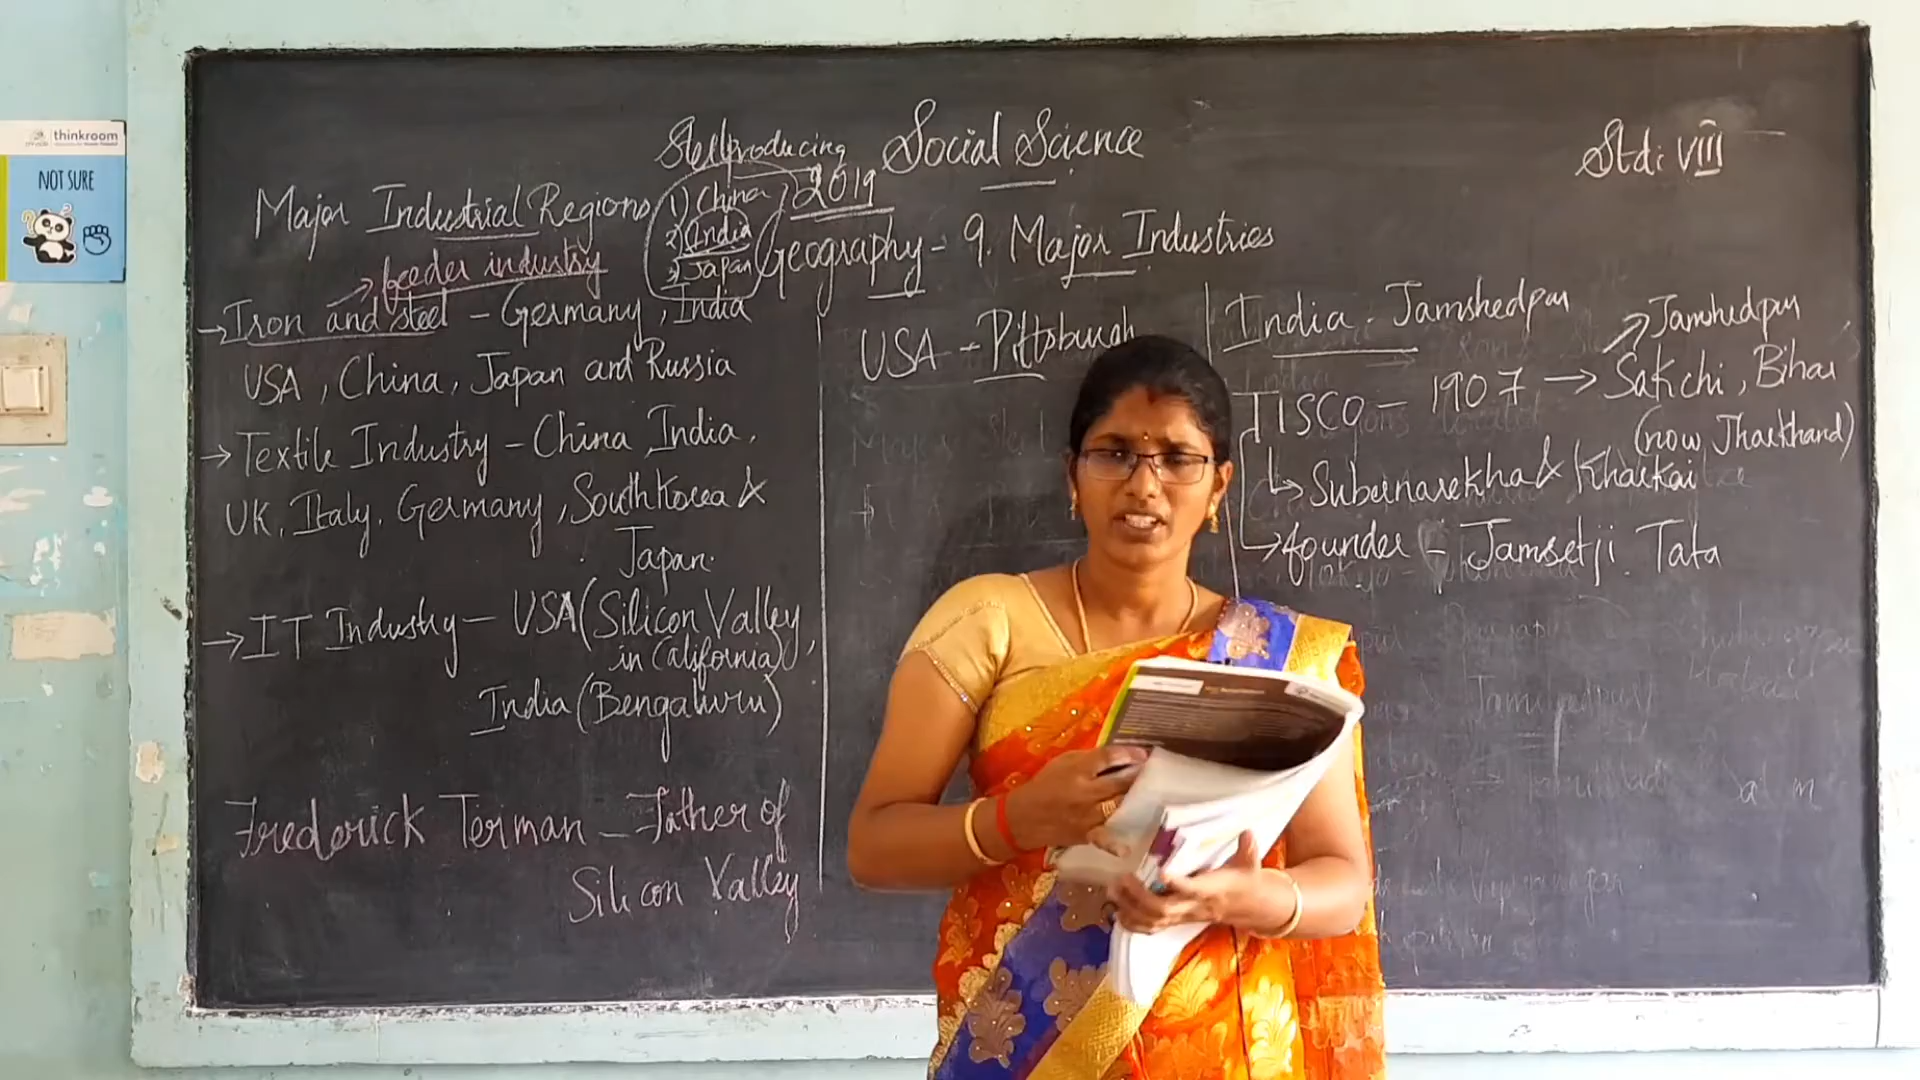 thinkroom
NOT SURE
Social Science
Std: VIII
Steel producing
2019
1) China
2) India
3) Japan
Geography - 9. Major Industries
Major Industrial Regions
→ feeder industry
→ Iron and steel - Germany, India
USA, China, Japan and Russia
→ Textile Industry - China, India,
UK, Italy, Germany, South Korea &
Japan.
→ IT Industry - USA (Silicon Valley
in California),
India (Bengaluru)
Frederick Terman - Father of
Silicon Valley
USA - Pittsburgh
India - Jamshedpur
Jamshedpur
TISCO - 1907 → Sakchi, Bihar
(now Jharkhand)
Subernarekha & Kharkai
founder - Jamsetji Tata